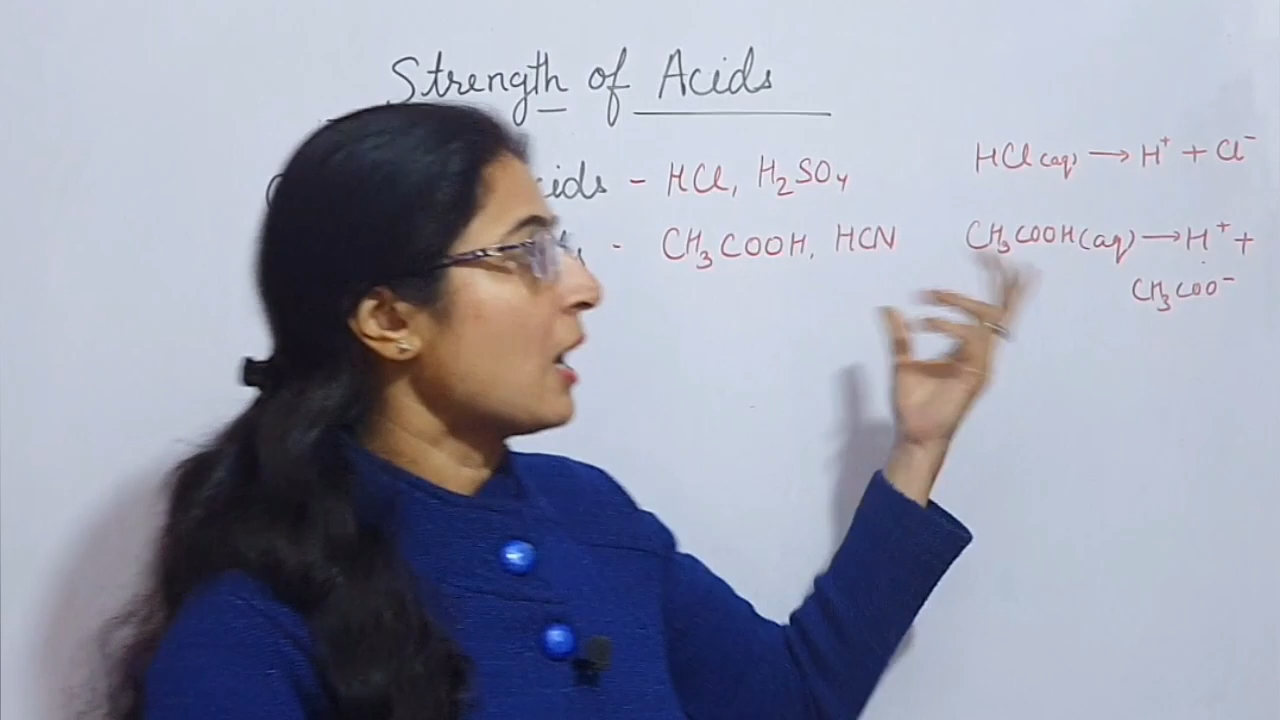 Strength of Acids
cids - HCl, H₂SO₄
- CH₃COOH, HCN
HCl(aq) → H⁺ + Cl⁻
CH₃COOH(aq) → H⁺ +
CH₃COO⁻